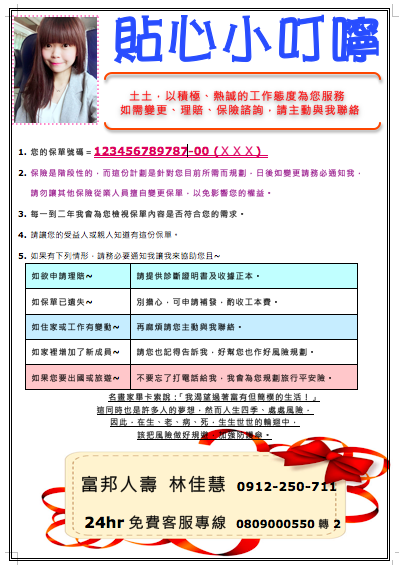 貼心小叮嚀
土土，以積極、熱誠的工作態度為您服務
如需變更、理賠、保險諮詢，請主動與我聯絡
1. 您的保單號碼＝123456789787-00 (ＸＸＸ)
2. 保險是階段性的，而這份計劃是針對您目前所需而規劃，日後如變更請務必通知我，
請勿讓其他保險從業人員擅自變更保單，以免影響您的權益。
3. 每一到二年我會為您檢視保單內容是否符合您的需求。
4. 請讓您的受益人或親人知道有這份保單。
5. 如果有下列情形，請務必要通知我讓我來協助您且~
如欲申請理賠~ 請提供診斷證明書及收據正本。
如保單已遺失~ 別擔心，可申請補發，酌收工本費。
如住家或工作有變動~ 再麻煩請您主動與我聯絡。
如家裡增加了新成員~ 請您也記得告訴我，好幫您也作好風險規劃。
如果您要出國或旅遊~ 不要忘了打電話給我，我會為您規劃旅行平安險。
名畫家畢卡索說：「我渴望過著富有但簡樸的生活！」
這同時也是許多人的夢想，然而人生四季、處處風險，
因此，在生、老、病、死，生生世世的輪迴中，
該把風險做好規避、加強防護傘。
富邦人壽 林佳慧 0912-250-711
24hr 免費客服專線 0809000550 轉 2